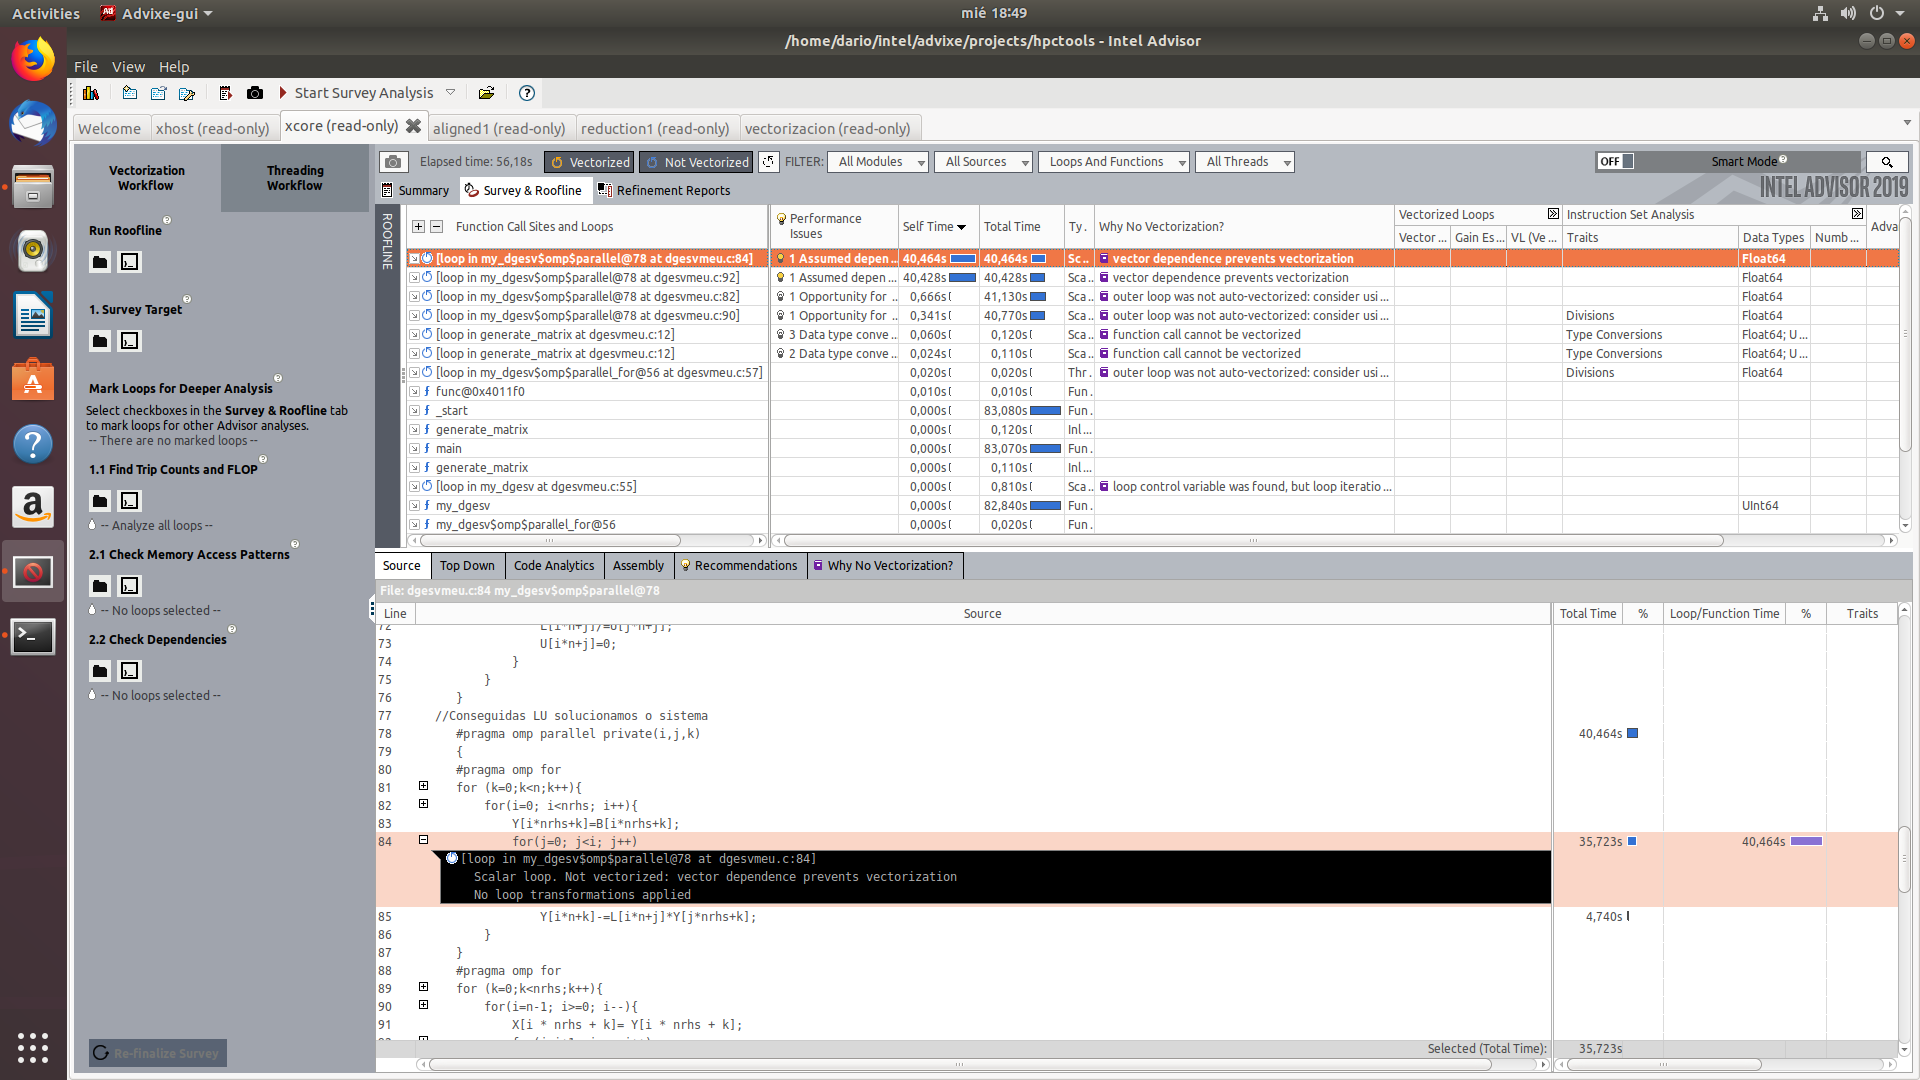 Activities Advixe-gui mié 18:49
/home/dario/intel/advixe/projects/hpctools - Intel Advisor
File View Help
Start Survey Analysis
Welcome xhost (read-only) xcore (read-only) aligned1 (read-only) reduction1 (read-only) vectorizacion (read-only)
Vectorization Workflow
Threading Workflow
Run Roofline
1. Survey Target
Mark Loops for Deeper Analysis
Select checkboxes in the Survey & Roofline tab
to mark loops for other Advisor analyses.
-- There are no marked loops --
1.1 Find Trip Counts and FLOP
-- Analyze all loops --
2.1 Check Memory Access Patterns
-- No loops selected --
2.2 Check Dependencies
-- No loops selected --
Re-finalize Survey
Elapsed time: 56,18s Vectorized Not Vectorized FILTER: All Modules All Sources Loops And Functions All Threads OFF Smart Mode
Summary Survey & Roofline Refinement Reports INTEL ADVISOR 2019
ROOFLINE
Function Call Sites and Loops Performance Issues Self Time Total Time Ty. Why No Vectorization? Vectorized Loops Instruction Set Analysis Adva
Vector ... Gain Es... VL (Ve ... Traits Data Types Numb ...
[loop in my_dgesv$omp$parallel@78 at dgesvmeu.c:84] 1 Assumed depen ... 40,464s 40,464s Sc .. vector dependence prevents vectorization Float64
[loop in my_dgesv$omp$parallel@78 at dgesvmeu.c:92] 1 Assumed depen ... 40,428s 40,428s Sca... vector dependence prevents vectorization Float64
[loop in my_dgesv$omp$parallel@78 at dgesvmeu.c:82] 1 Opportunity for ... 0,666s 41,130s Sca... outer loop was not auto-vectorized: consider usi ... Float64
[loop in my_dgesv$omp$parallel@78 at dgesvmeu.c:90] 1 Opportunity for ... 0,341s 40,770s Sca... outer loop was not auto-vectorized: consider usi ... Divisions Float64
[loop in generate_matrix at dgesvmeu.c:12] 3 Data type conve ... 0,060s 0,120s Sca... function call cannot be vectorized Type Conversions Float64; U ...
[loop in generate_matrix at dgesvmeu.c:12] 2 Data type conve ... 0,024s 0,110s Sca... function call cannot be vectorized Type Conversions Float64; U ...
[loop in my_dgesv$omp$parallel_for@56 at dgesvmeu.c:57] 0,020s 0,020s Thr . outer loop was not auto-vectorized: consider usi ... Divisions Float64
func@0x4011f0 0,010s 0,010s Fun .
_start 0,000s 83,080s Fun .
generate_matrix 0,000s 0,120s Inl ...
main 0,000s 83,070s Fun .
generate_matrix 0,000s 0,110s Inl ...
[loop in my_dgesv at dgesvmeu.c:55] 0,000s 0,810s Sca... loop control variable was found, but loop iteratio ...
my_dgesv 0,000s 82,840s Fun . UInt64
my_dgesv$omp$parallel_for@56 0,000s 0,020s Fun .
Source Top Down Code Analytics Assembly Recommendations Why No Vectorization?
File: dgesvmeu.c:84 my_dgesv$omp$parallel@78
Line Source Total Time % Loop/Function Time % Traits
72 L[i*n+j]/=U[j*n+j];
73 U[i*n+j]=0;
74 }
75 }
76 }
77 //Conseguidas LU solucionamos o sistema
78 #pragma omp parallel private(i,j,k) 40,464s
79 {
80 #pragma omp for
81 for (k=0;k<n;k++){
82 for(i=0; i<nrhs; i++){
83 Y[i*nrhs+k]=B[i*nrhs+k];
84 for(j=0; j<i; j++) 35,723s 40,464s
[loop in my_dgesv$omp$parallel@78 at dgesvmeu.c:84]
Scalar loop. Not vectorized: vector dependence prevents vectorization
No loop transformations applied
85 Y[i*n+k]-=L[i*n+j]*Y[j*nrhs+k]; 4,740s
86 }
87 }
88 #pragma omp for
89 for (k=0;k<nrhs;k++){
90 for(i=n-1; i>=0; i--){
91 X[i * nrhs + k]= Y[i * nrhs + k];
Selected (Total Time): 35,723s